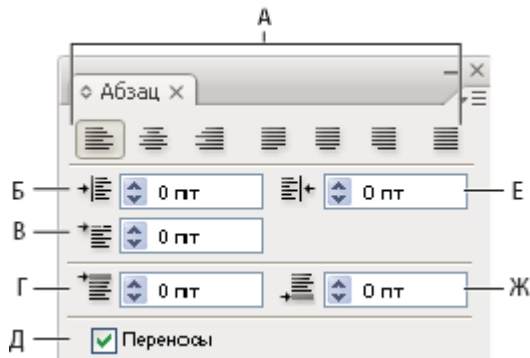 А
Абзац
Б 0 пт 0 пт Е
В 0 пт
Г 0 пт 0 пт Ж
Д Переносы